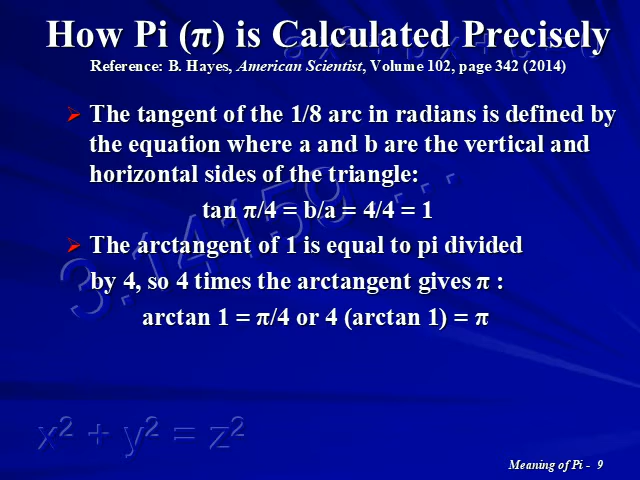 How Pi (π) is Calculated Precisely
Reference: B. Hayes, American Scientist, Volume 102, page 342 (2014)
➢ The tangent of the 1/8 arc in radians is defined by
the equation where a and b are the vertical and
horizontal sides of the triangle:
tan π/4 = b/a = 4/4 = 1
➢ The arctangent of 1 is equal to pi divided
by 4, so 4 times the arctangent gives π :
arctan 1 = π/4 or 4 (arctan 1) = π
3.14159 ...
x² + y² = z²
Meaning of Pi - 9